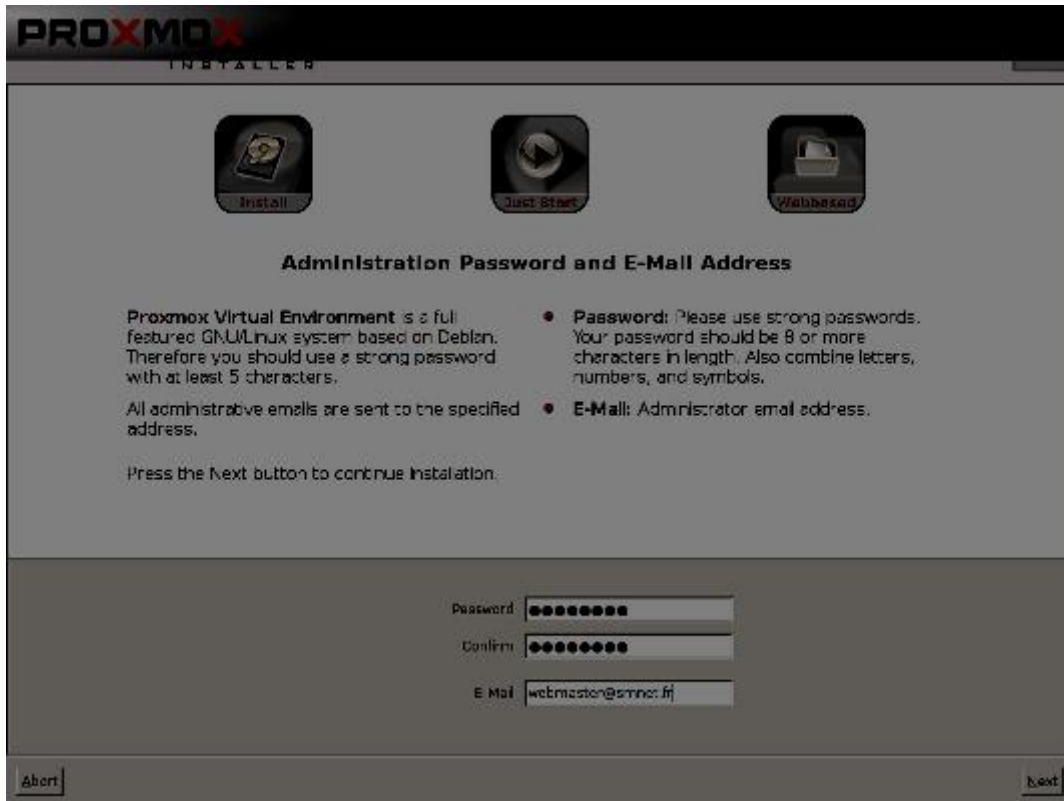 PROXMOX
INSTALLER
Install
Just Start
Webbased
Administration Password and E-Mail Address
Proxmox Virtual Environment is a full
featured GNU/Linux system based on Debian.
Therefore you should use a strong password
with at least 5 characters.
All administrative emails are sent to the specified
address.
Press the Next button to continue installation.
Password: Please use strong passwords.
Your password should be 8 or more
characters in length. Also combine letters,
numbers, and symbols.
E-Mail: Administrator email address.
Password
Confirm
E-Mail webmaster@smnet.fr
Abort
Next